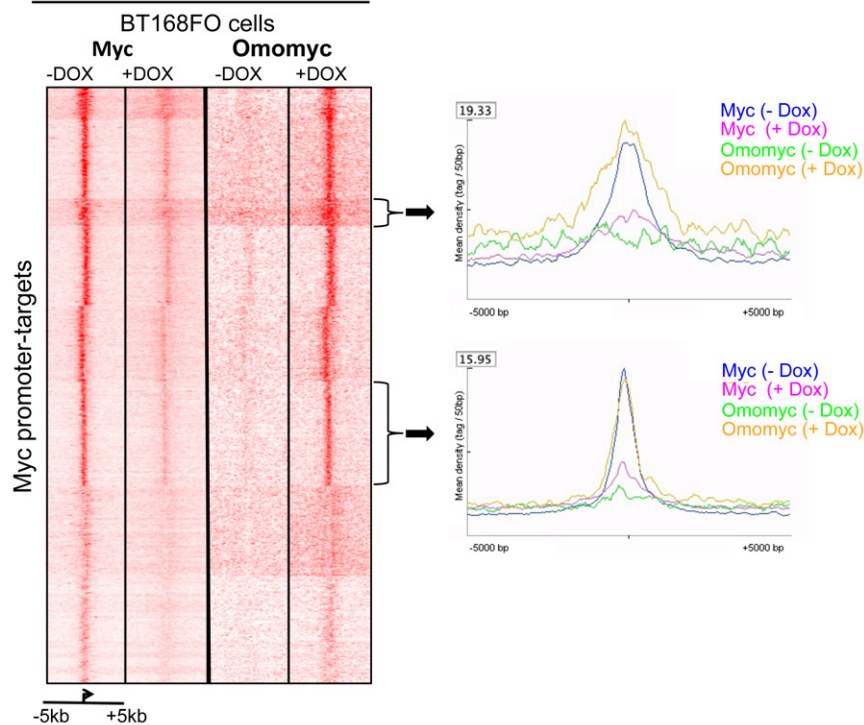 BT168FO cells
Myc Omomyc
-DOX +DOX -DOX +DOX
Myc promoter-targets
-5kb +5kb
19.33
Mean density (tag / 50bp)
-5000 bp +5000 bp
Myc (- Dox)
Myc (+ Dox)
Omomyc (- Dox)
Omomyc (+ Dox)
15.95
Mean density (tag / 50bp)
-5000 bp +5000 bp
Myc (- Dox)
Myc (+ Dox)
Omomyc (- Dox)
Omomyc (+ Dox)